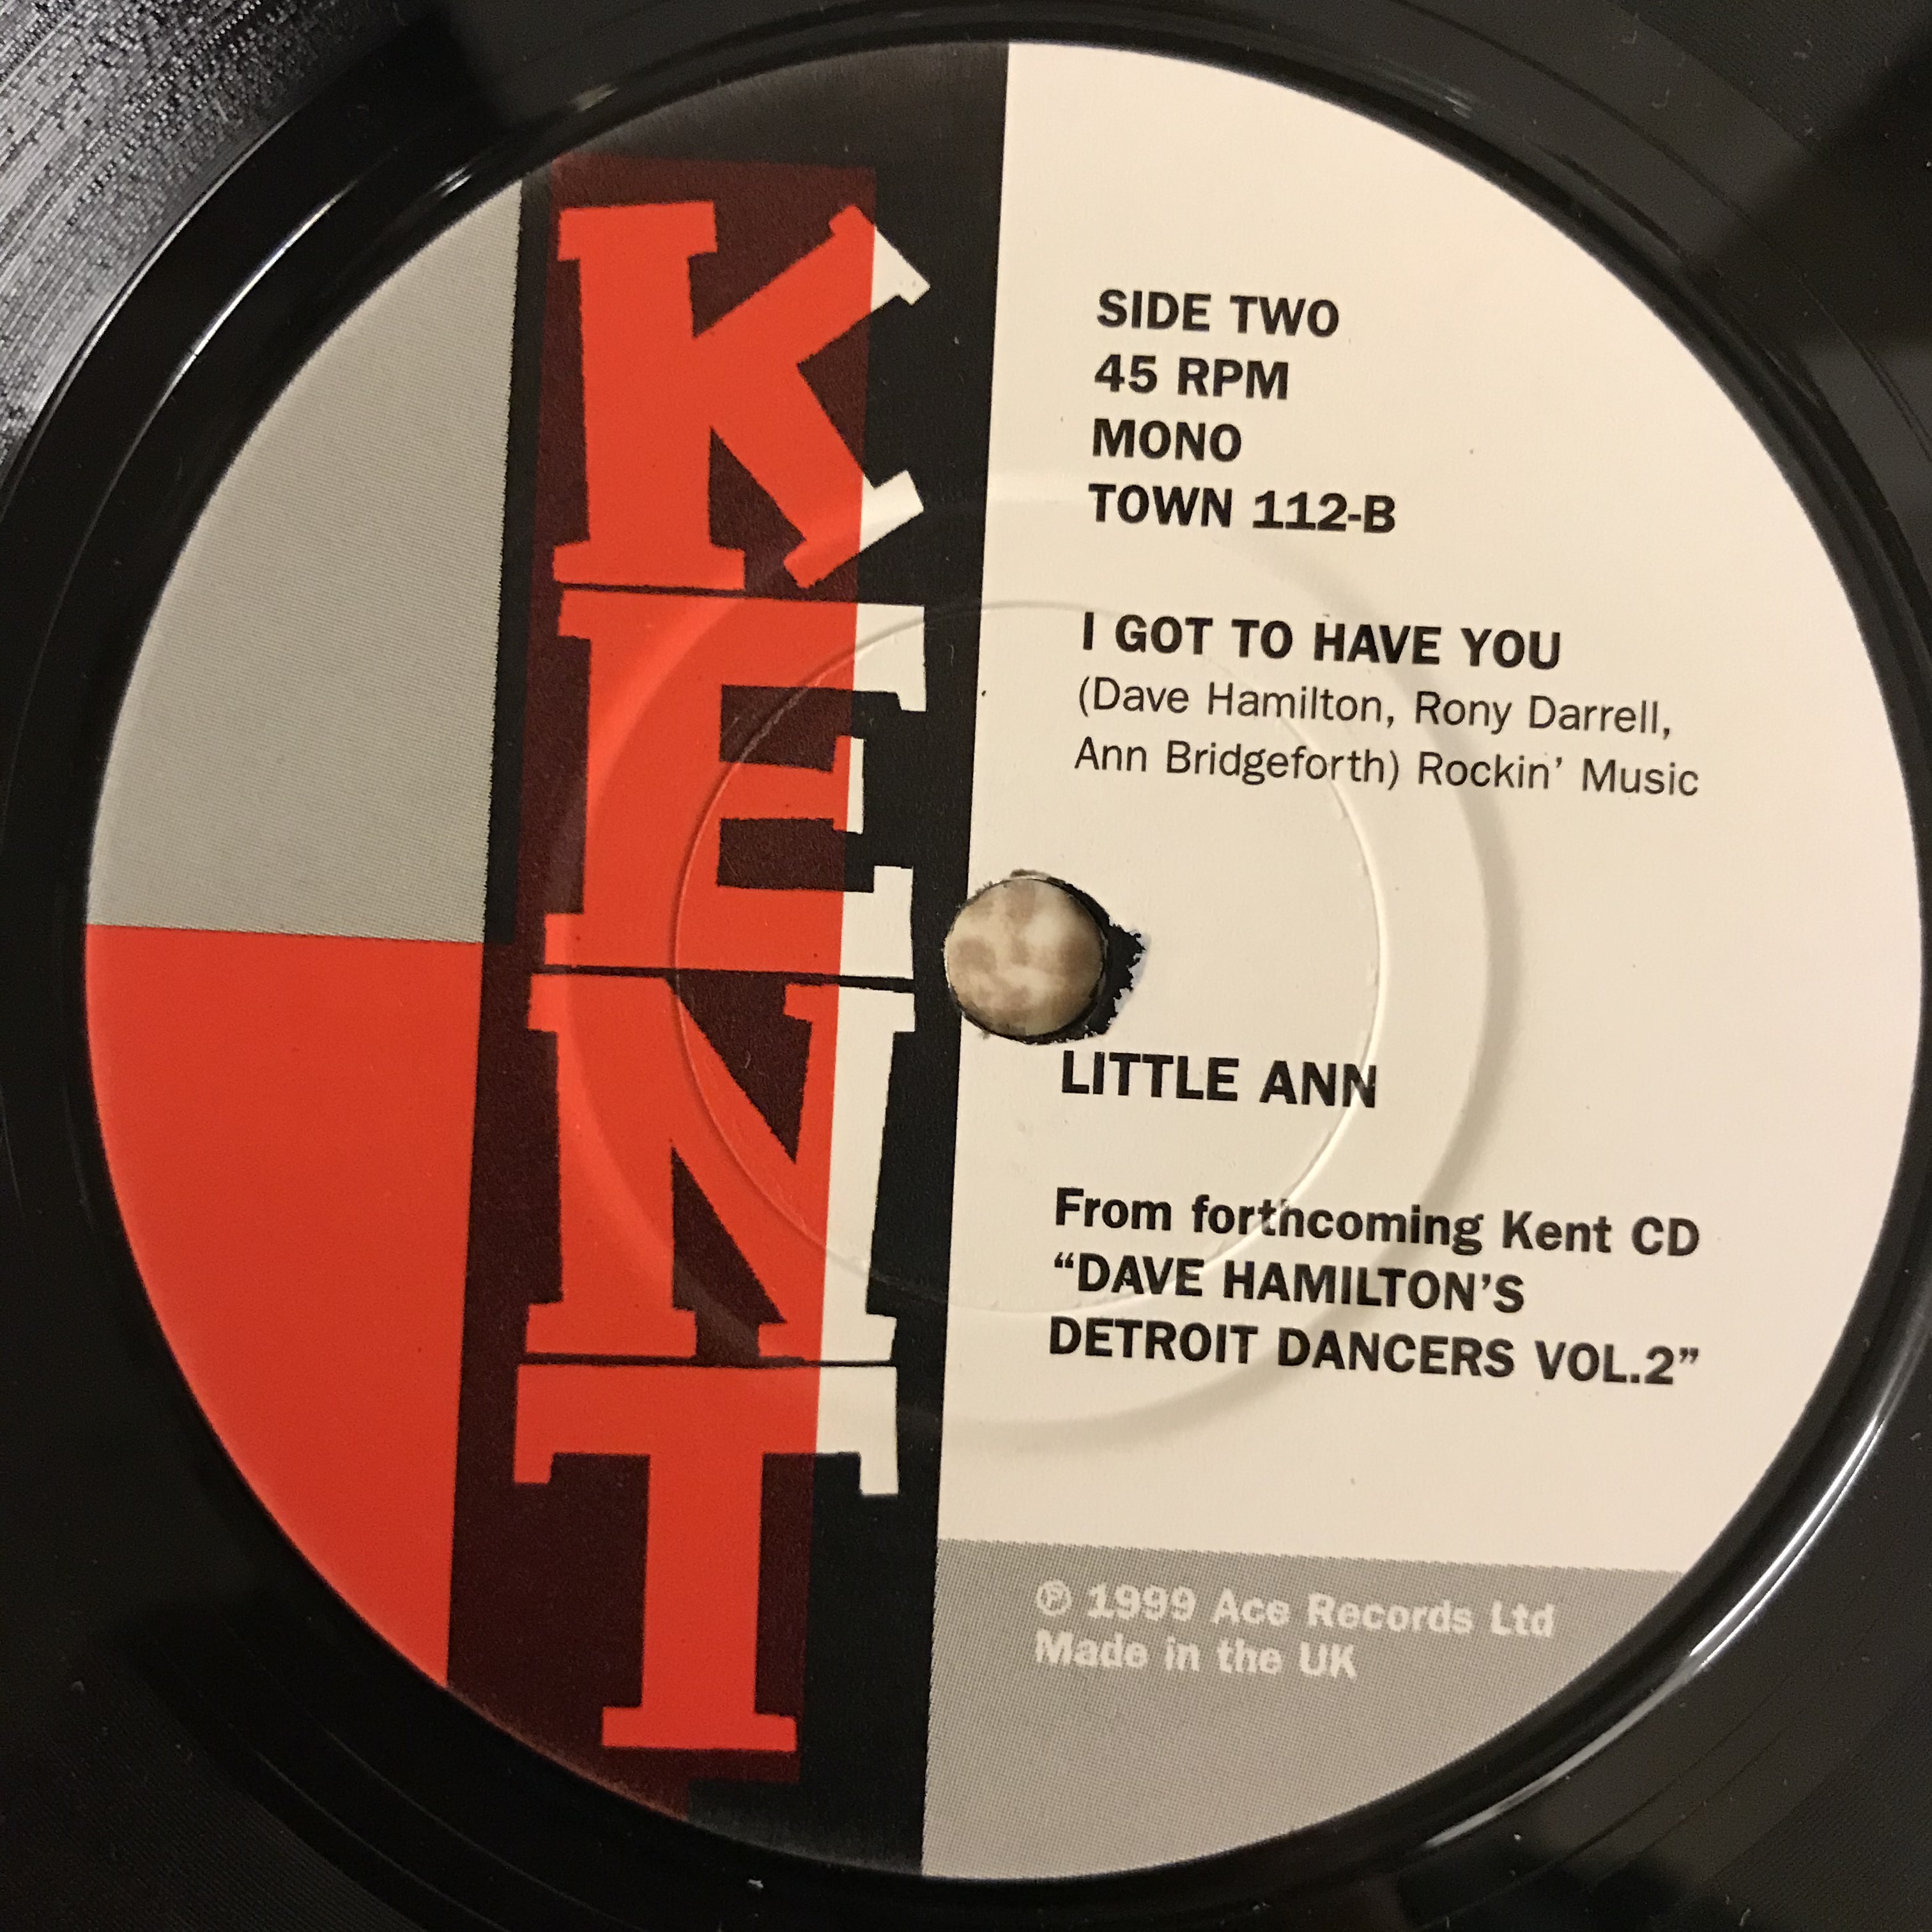 KENT
SIDE TWO
45 RPM
MONO
TOWN 112-B
I GOT TO HAVE YOU
(Dave Hamilton, Rony Darrell,
Ann Bridgeforth) Rockin’ Music
LITTLE ANN
From forthcoming Kent CD
“DAVE HAMILTON’S
DETROIT DANCERS VOL.2”
℗ 1999 Ace Records Ltd
Made in the UK